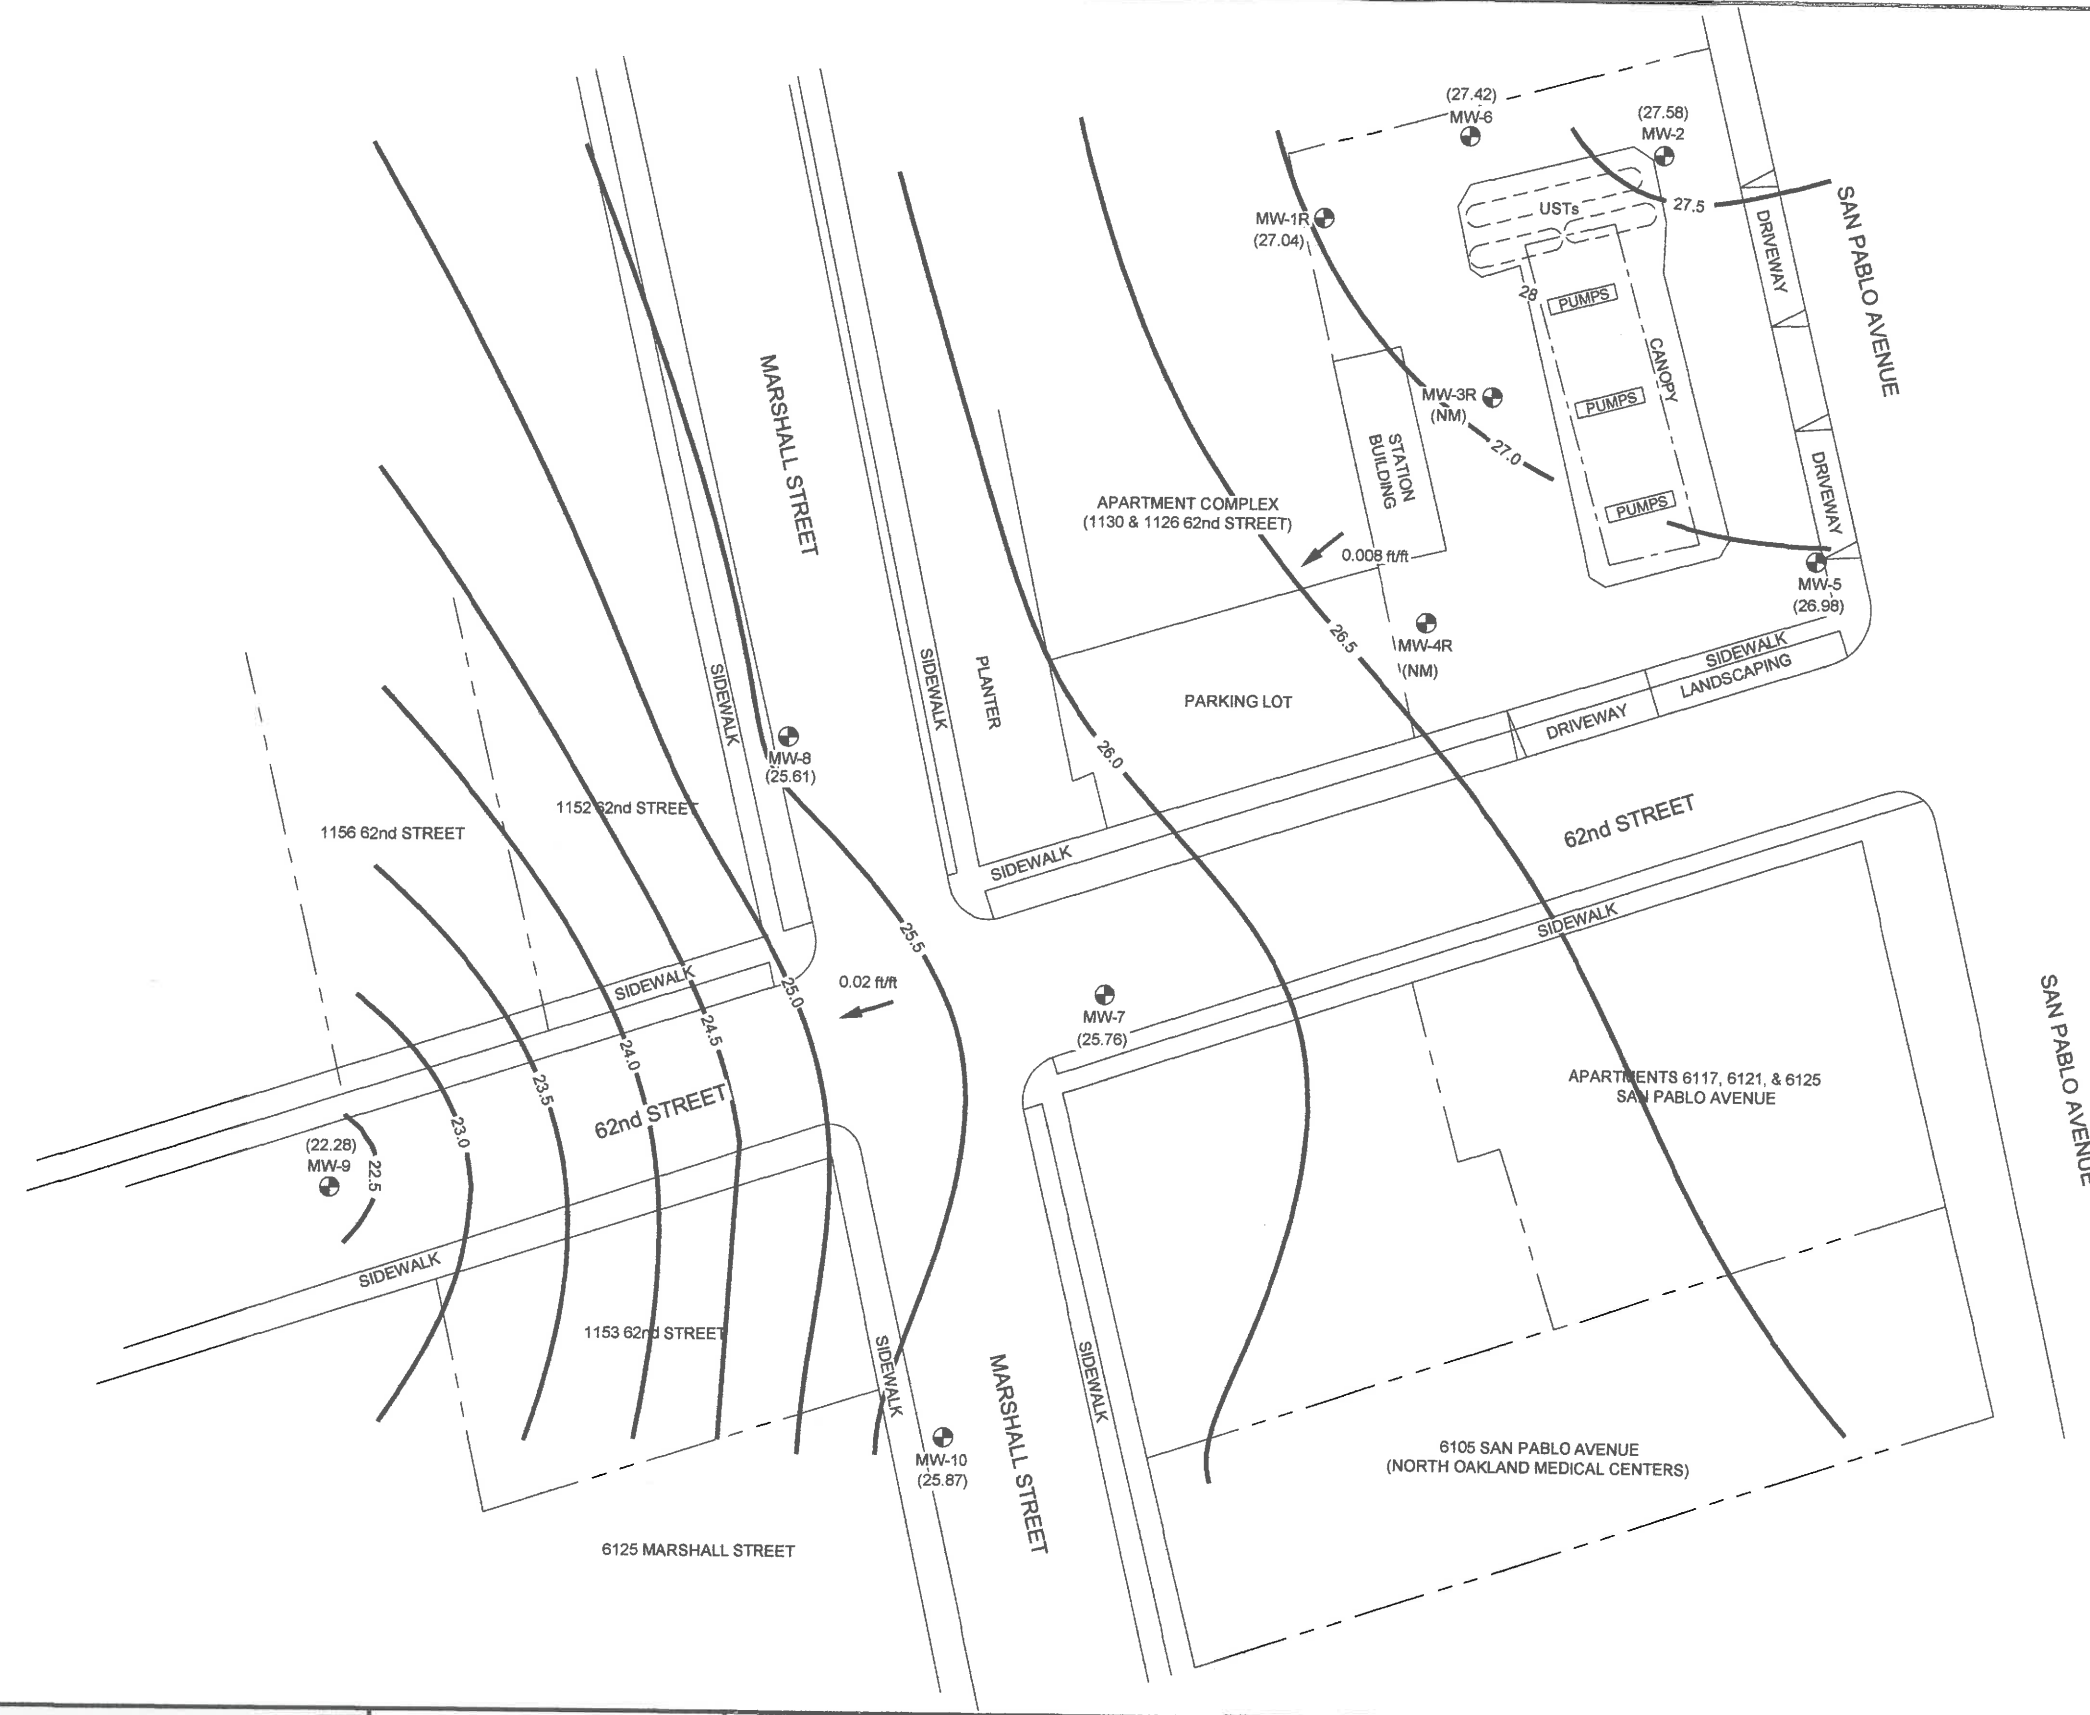 (27.42)
MW-6
(27.58)
MW-2
MW-1R
(27.04)
USTs
27.5
SAN PABLO AVENUE
DRIVEWAY
28
PUMPS
CANOPY
PUMPS
MW-3R
(NM)
27.0
STATION
BUILDING
DRIVEWAY
PUMPS
MARSHALL STREET
APARTMENT COMPLEX
(1130 & 1126 62nd STREET)
0.008 ft/ft
MW-5
(26.98)
26.5
MW-4R
(NM)
SIDEWALK
LANDSCAPING
DRIVEWAY
SIDEWALK
SIDEWALK
PLANTER
PARKING LOT
26.0
MW-8
(25.61)
1152 62nd STREET
1156 62nd STREET
62nd STREET
SIDEWALK
SIDEWALK
25.5
SIDEWALK
25.0
0.02 ft/ft
MW-7
(25.76)
SAN PABLO AVENUE
24.5
24.0
23.5
23.0
62nd STREET
APARTMENTS 6117, 6121, & 6125
SAN PABLO AVENUE
(22.28)
MW-9
22.5
SIDEWALK
1153 62nd STREET
SIDEWALK
SIDEWALK
MARSHALL STREET
MW-10
(25.87)
6105 SAN PABLO AVENUE
(NORTH OAKLAND MEDICAL CENTERS)
6125 MARSHALL STREET